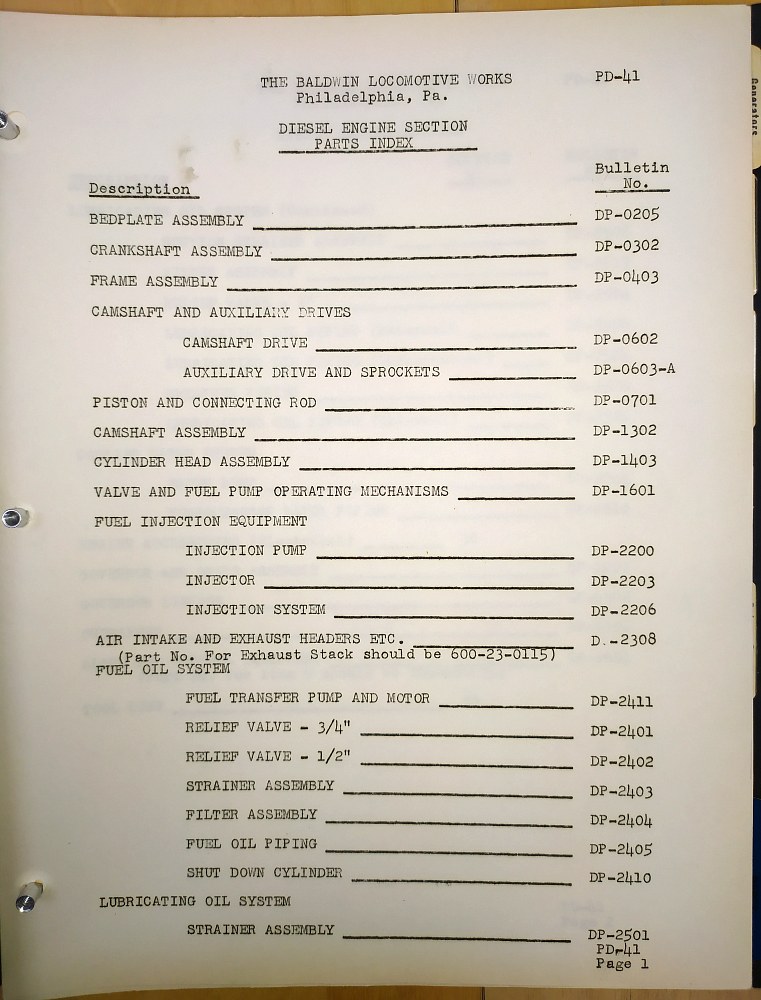 THE BALDWIN LOCOMOTIVE WORKS PD-41
Philadelphia, Pa.
DIESEL ENGINE SECTION
PARTS INDEX
Bulletin
Description No.
BEDPLATE ASSEMBLY DP-0205
CRANKSHAFT ASSEMBLY DP-0302
FRAME ASSEMBLY DP-0403
CAMSHAFT AND AUXILIARY DRIVES
CAMSHAFT DRIVE DP-0602
AUXILIARY DRIVE AND SPROCKETS DP-0603-A
PISTON AND CONNECTING ROD DP-0701
CAMSHAFT ASSEMBLY DP-1302
CYLINDER HEAD ASSEMBLY DP-1403
VALVE AND FUEL PUMP OPERATING MECHANISMS DP-1601
FUEL INJECTION EQUIPMENT
INJECTION PUMP DP-2200
INJECTOR DP-2203
INJECTION SYSTEM DP-2206
AIR INTAKE AND EXHAUST HEADERS ETC. D.-2308
(Part No. For Exhaust Stack should be 600-23-0115)
FUEL OIL SYSTEM
FUEL TRANSFER PUMP AND MOTOR DP-2411
RELIEF VALVE - 3/4" DP-2401
RELIEF VALVE - 1/2" DP-2402
STRAINER ASSEMBLY DP-2403
FILTER ASSEMBLY DP-2404
FUEL OIL PIPING DP-2405
SHUT DOWN CYLINDER DP-2410
LUBRICATING OIL SYSTEM
STRAINER ASSEMBLY DP-2501
PD-41
Page 1
Generators